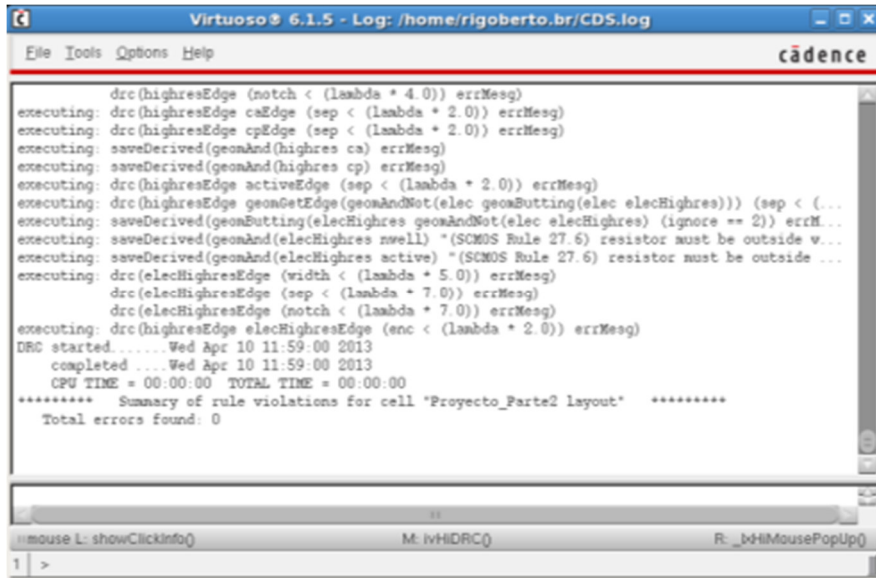 Virtuoso® 6.1.5 - Log: /home/rigoberto.br/CDS.log
File Tools Options Help
cādence
drc(highresEdge (notch < (lambda * 4.0)) errMesg)
executing: drc(highresEdge caEdge (sep < (lambda * 2.0)) errMesg)
executing: drc(highresEdge cpEdge (sep < (lambda * 2.0)) errMesg)
executing: saveDerived(geomAnd(highres ca) errMesg)
executing: saveDerived(geomAnd(highres cp) errMesg)
executing: drc(highresEdge activeEdge (sep < (lambda * 2.0)) errMesg)
executing: drc(highresEdge geomGetEdge(geomAndNot(elec geomButting(elec elecHighres))) (sep < (...
executing: saveDerived(geomButting(elecHighres geomAndNot(elec elecHighres) (ignore == 2)) errM...
executing: saveDerived(geomAnd(elecHighres nwell) "(SCMOS Rule 27.6) resistor must be outside w...
executing: saveDerived(geomAnd(elecHighres active) "(SCMOS Rule 27.6) resistor must be outside ...
executing: drc(elecHighresEdge (width < (lambda * 5.0)) errMesg)
drc(elecHighresEdge (sep < (lambda * 7.0)) errMesg)
drc(elecHighresEdge (notch < (lambda * 7.0)) errMesg)
executing: drc(highresEdge elecHighresEdge (enc < (lambda * 2.0)) errMesg)
DRC started.......Wed Apr 10 11:59:00 2013
completed ....Wed Apr 10 11:59:00 2013
CPU TIME = 00:00:00 TOTAL TIME = 00:00:00
********* Summary of rule violations for cell "Proyecto_Parte2 layout" *********
Total errors found: 0
mouse L: showClickInfo() M: ivHiDRC() R: _lxHiMousePopUp()
1 >